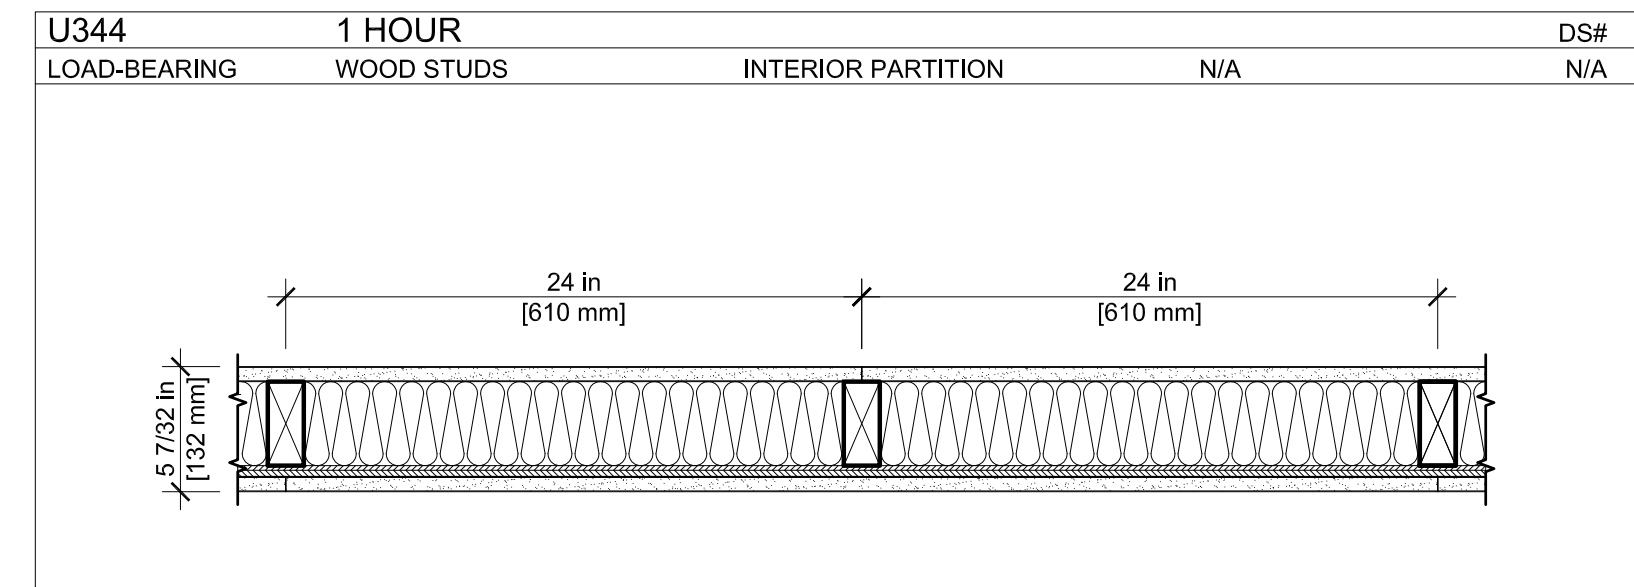 U344 1 HOUR DS#
LOAD-BEARING WOOD STUDS INTERIOR PARTITION N/A N/A
24 in 24 in
[610 mm] [610 mm]
5 7/32 in
[132 mm]